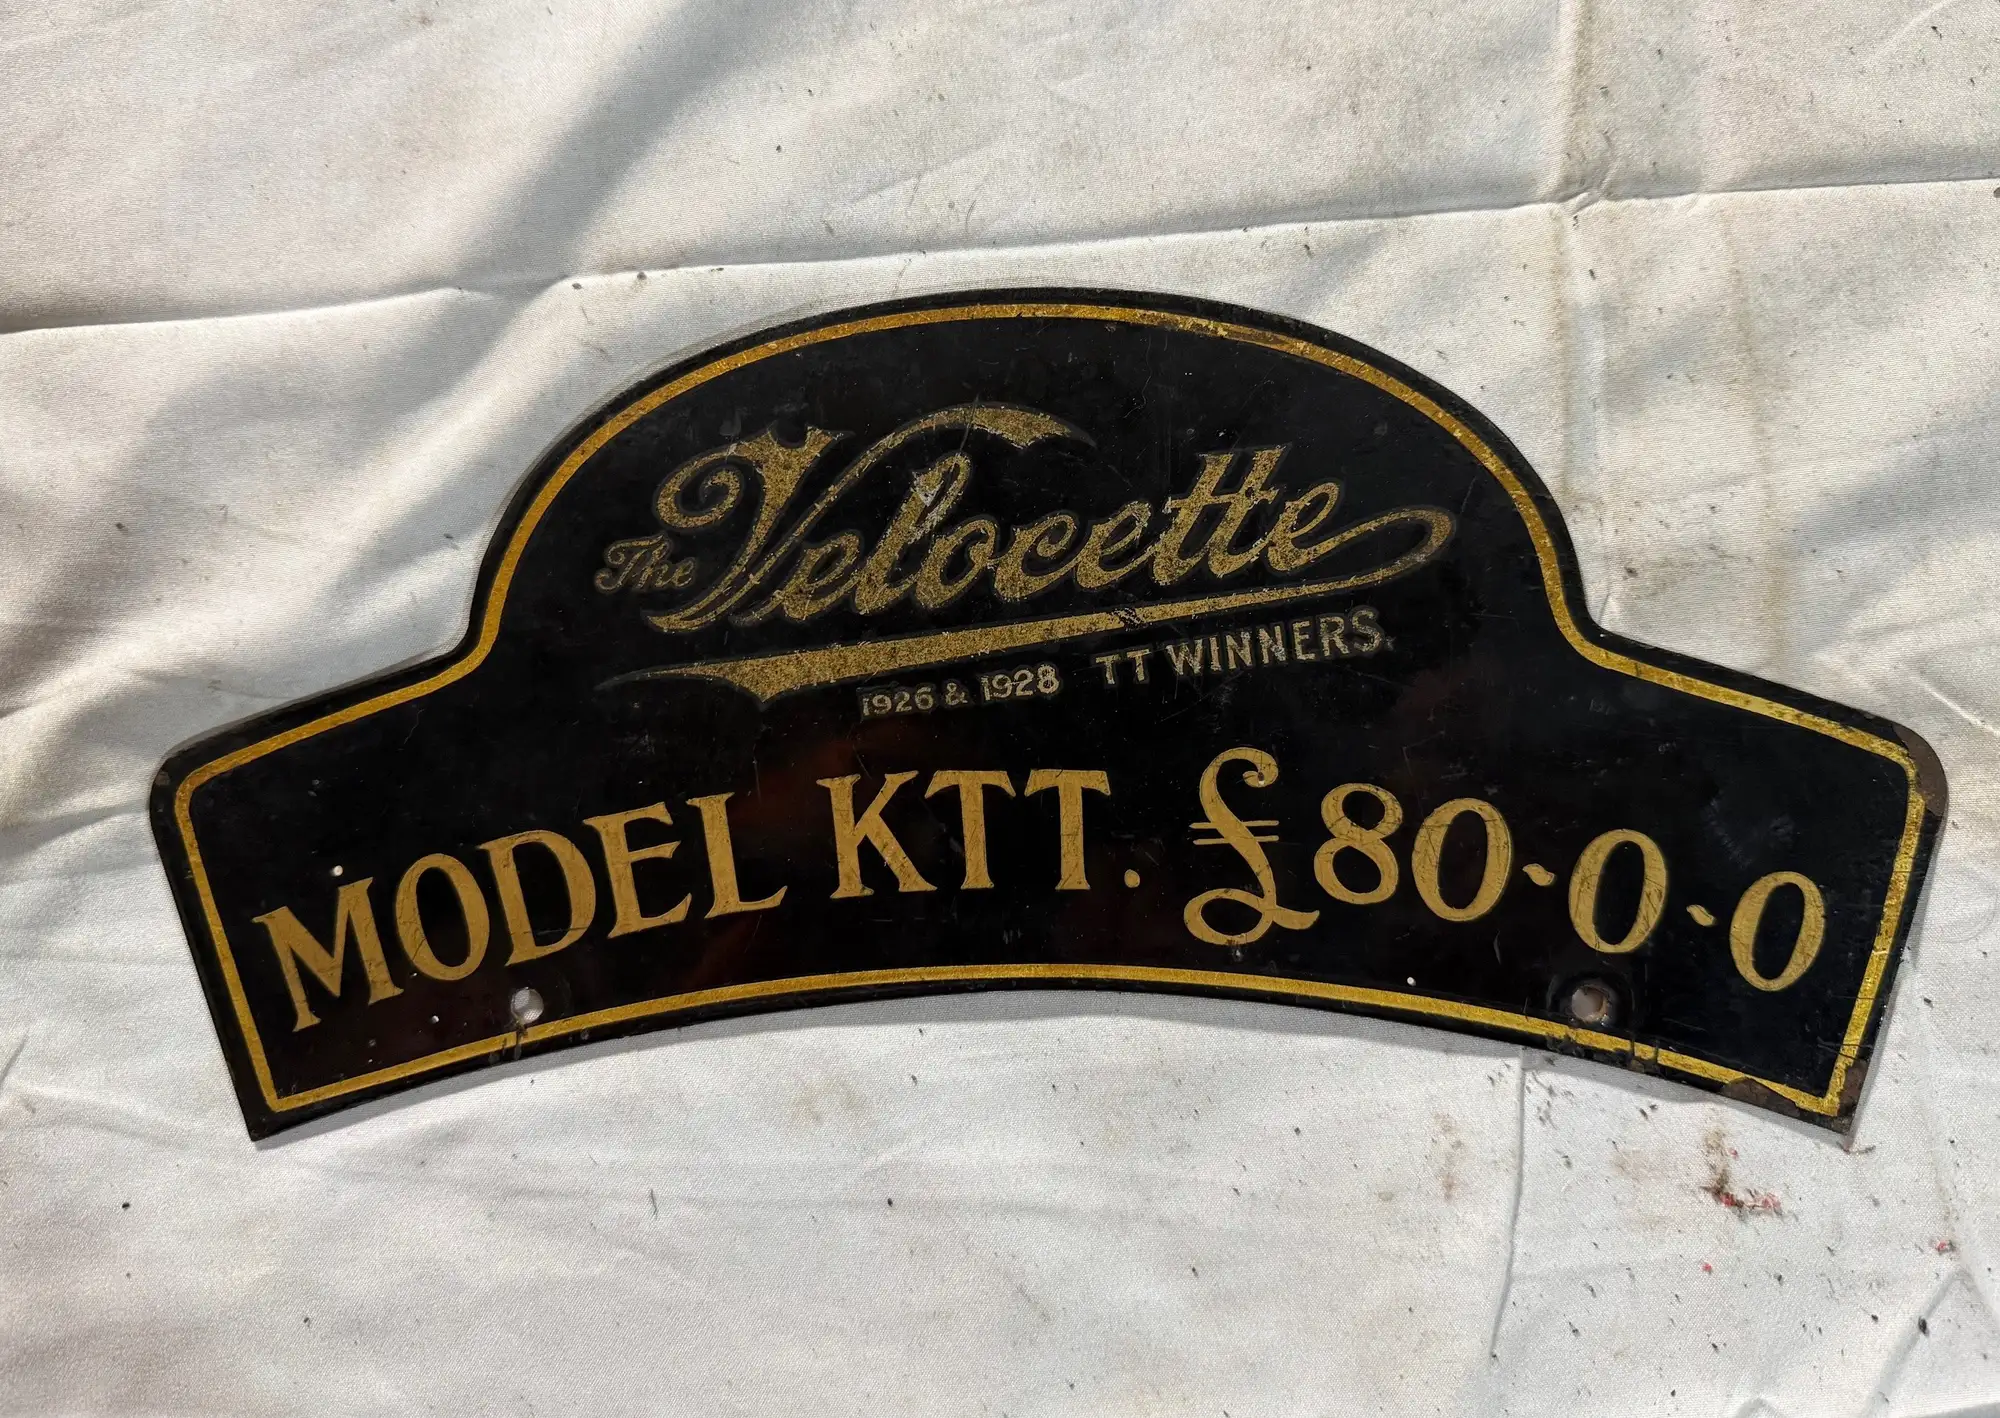 The Velocette
1926 & 1928 TT WINNERS.
MODEL KTT. £80-0-0